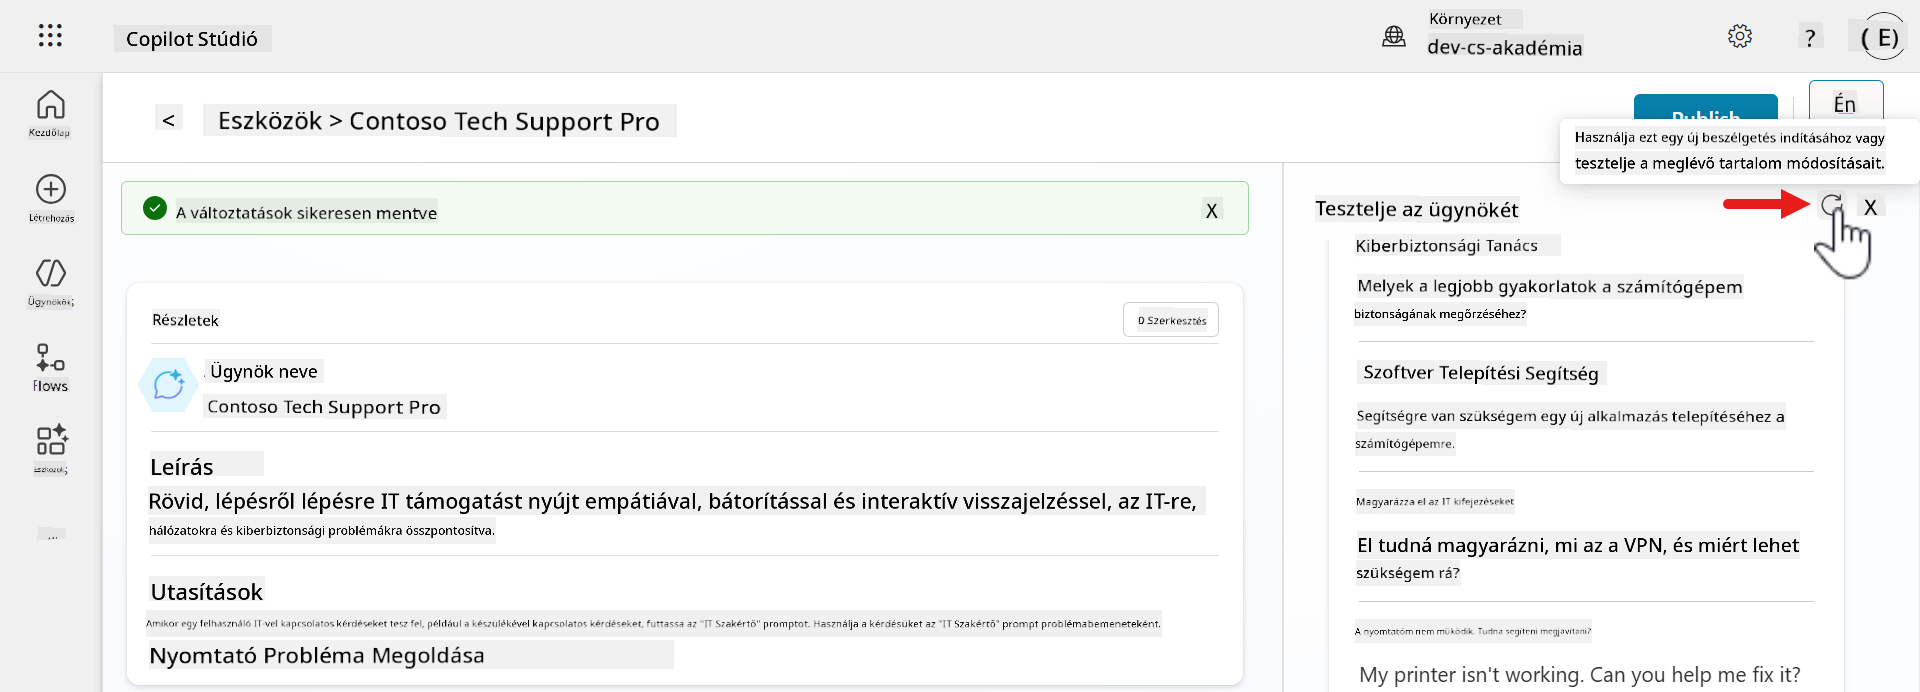 Copilot Stúdió
Környezet
dev-cs-akadémia
?
( E)
Kezdőlap
Létrehozás
Ügynökök;
Flows
Eszközök;
< Eszközök > Contoso Tech Support Pro
Publish
Én
Használja ezt egy új beszélgetés indításához vagy
tesztelje a meglévő tartalom módosításait.
A változtatások sikeresen mentve
X
Részletek
0 Szerkesztés
Ügynök neve
Contoso Tech Support Pro
Leírás
Rövid, lépésről lépésre IT támogatást nyújt empátiával, bátorítással és interaktív visszajelzéssel, az IT-re,
hálózatokra és kiberbiztonsági problémákra összpontosítva.
Utasítások
Amikor egy felhasználó IT-vel kapcsolatos kérdéseket tesz fel, például a készülékével kapcsolatos kérdéseket, futtassa az "IT Szakértő" promptot. Használja a kérdésüket az "IT Szakértő" prompt problémabemeneteként.
Nyomtató Probléma Megoldása
Tesztelje az ügynökét
X
Kiberbiztonsági Tanács
Melyek a legjobb gyakorlatok a számítógépem
biztonságának megőrzéséhez?
Szoftver Telepítési Segítség
Segítségre van szükségem egy új alkalmazás telepítéséhez a
számítógépemre.
Magyarázza el az IT kifejezéseket
El tudná magyarázni, mi az a VPN, és miért lehet
szükségem rá?
A nyomtatóm nem működik. Tudna segíteni megjavítani?
My printer isn't working. Can you help me fix it?